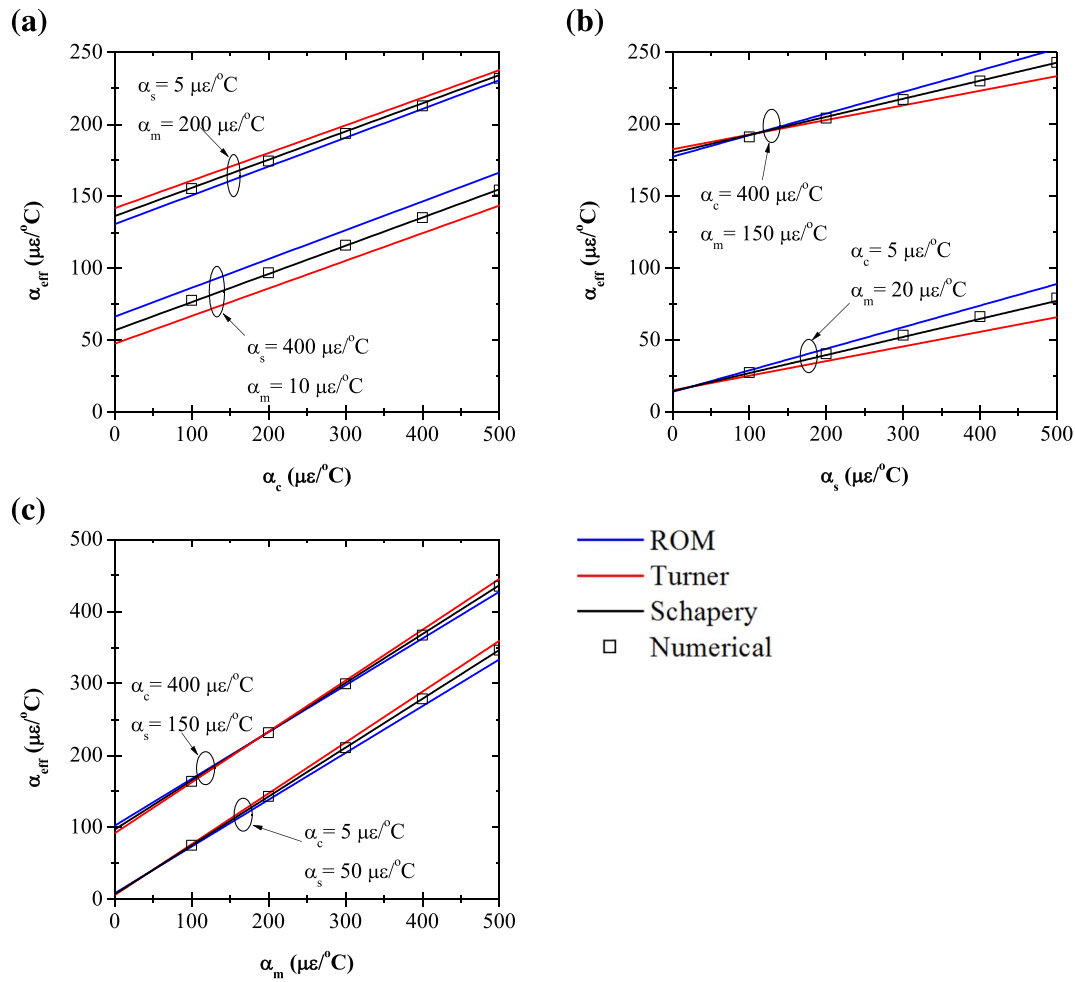 (a)
250
200
150
100
50
0
0 100 200 300 400 500
α_eff (με/°C)
α_c (με/°C)
α_s = 5 με/°C
α_m = 200 με/°C
α_s = 400 με/°C
α_m = 10 με/°C
(b)
250
200
150
100
50
0
0 100 200 300 400 500
α_eff (με/°C)
α_s (με/°C)
α_c = 400 με/°C
α_m = 150 με/°C
α_c = 5 με/°C
α_m = 20 με/°C
(c)
500
400
300
200
100
0
0 100 200 300 400 500
α_eff (με/°C)
α_m (με/°C)
α_c = 400 με/°C
α_s = 150 με/°C
α_c = 5 με/°C
α_s = 50 με/°C
ROM
Turner
Schapery
Numerical